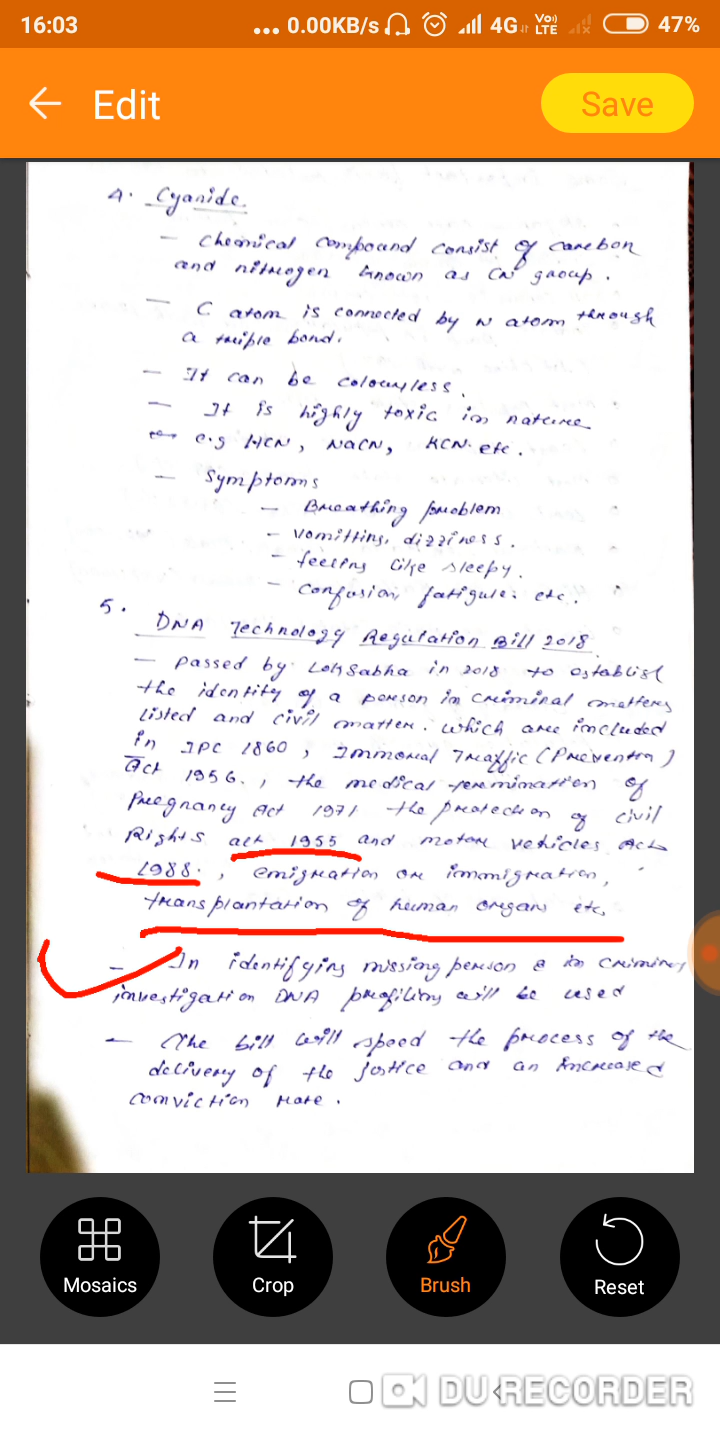 16:03
... 0.00KB/s 4G Vo) LTE 47%
Edit
Save
4. Cyanide
- Chemical compound consist of carbon
and nitrogen known as CN group.
- C atom is connected by N atom through
a triple bond.
- It can be colourless.
- It is highly toxic in nature
e.g HCN, NaCN, KCN. etc.
- Symptoms
- Breathing problem
- vomitting, dizziness.
- feeling like sleepy.
- confusion, fatigule. etc.
5. DNA Technology Regulation Bill 2018
- passed by LokSabha in 2018 to establish
the identity of a person in criminal matters
listed and civil matter. which are included
in IPC 1860, Immoral Traffic (Prevention)
Act 1956., the medical termination of
Pregnancy Act 1971 the protection of civil
Rights act 1955 and motor vehicles Act
1988., emigration or immigration,
transplantation of human organs etc.
- In identifying missing person in criminal
investigation DNA profiling will be used
- The bill will speed the process of the
delivery of the justice and an increased
conviction rate.
Mosaics
Crop
Brush
Reset
DU RECORDER